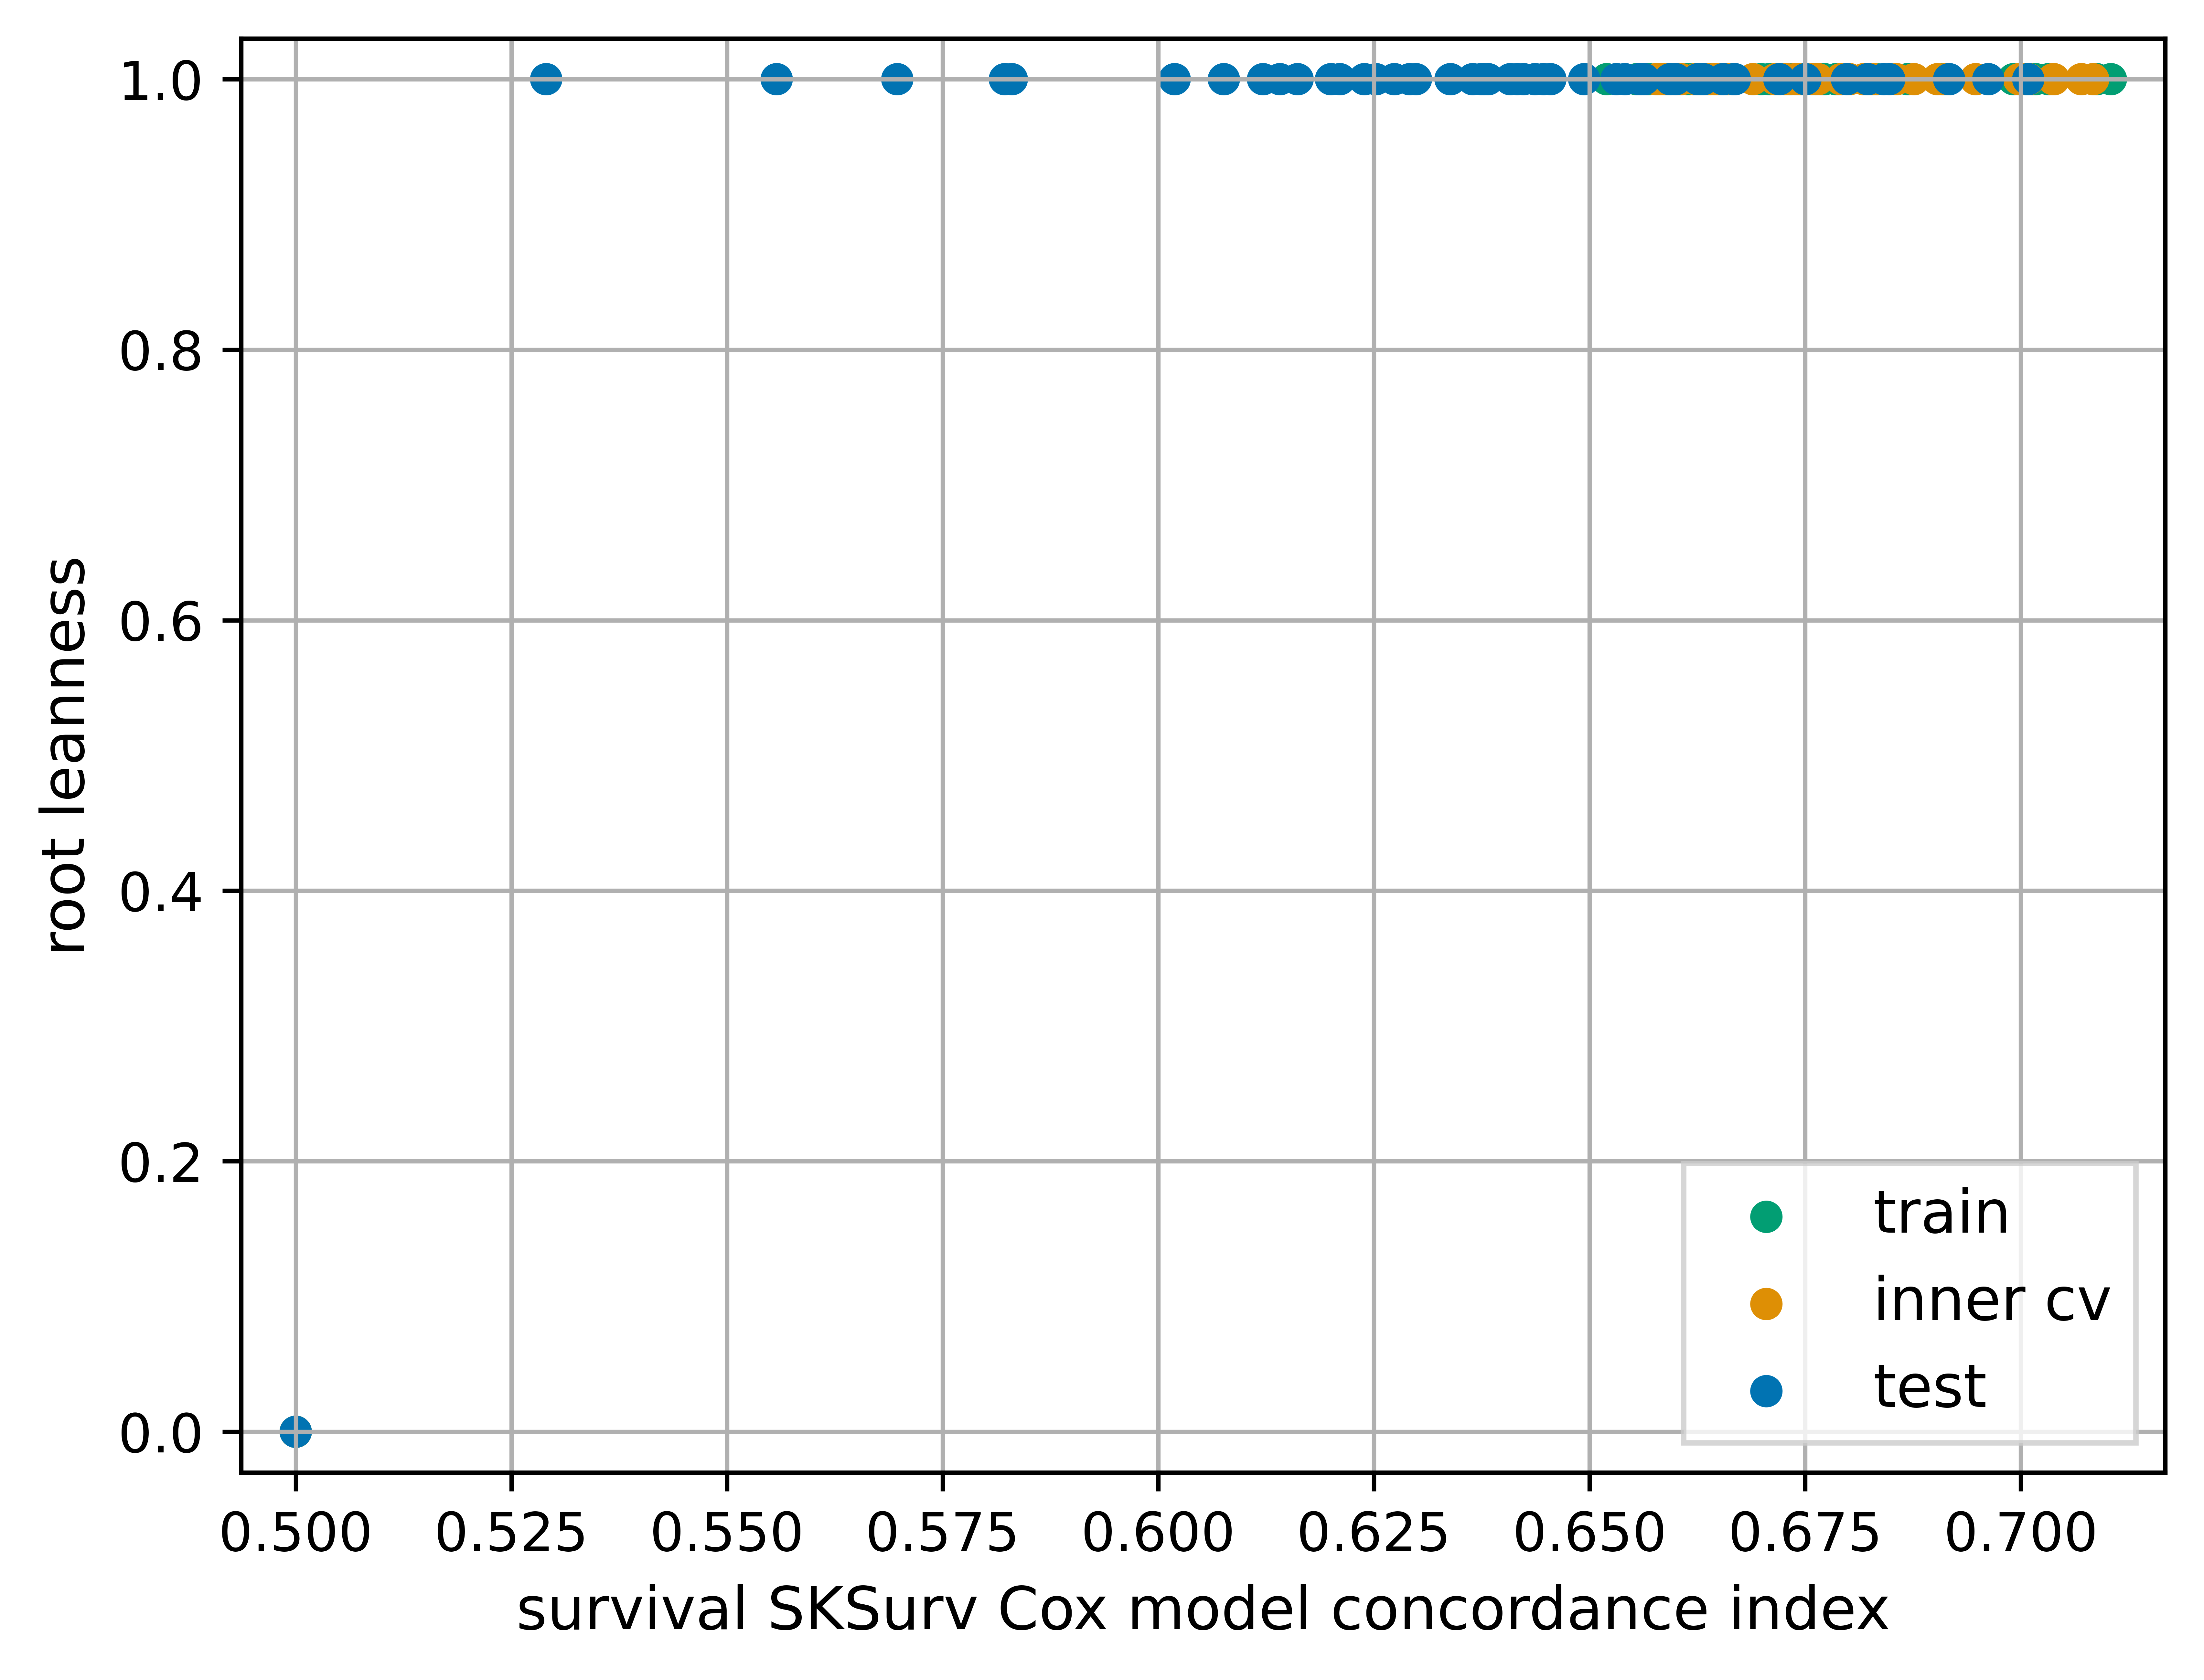 1.0
0.8
0.6
0.4
0.2
0.0
root leanness
train
inner cv
test
0.500 0.525 0.550 0.575 0.600 0.625 0.650 0.675 0.700
survival SKSurv Cox model concordance index